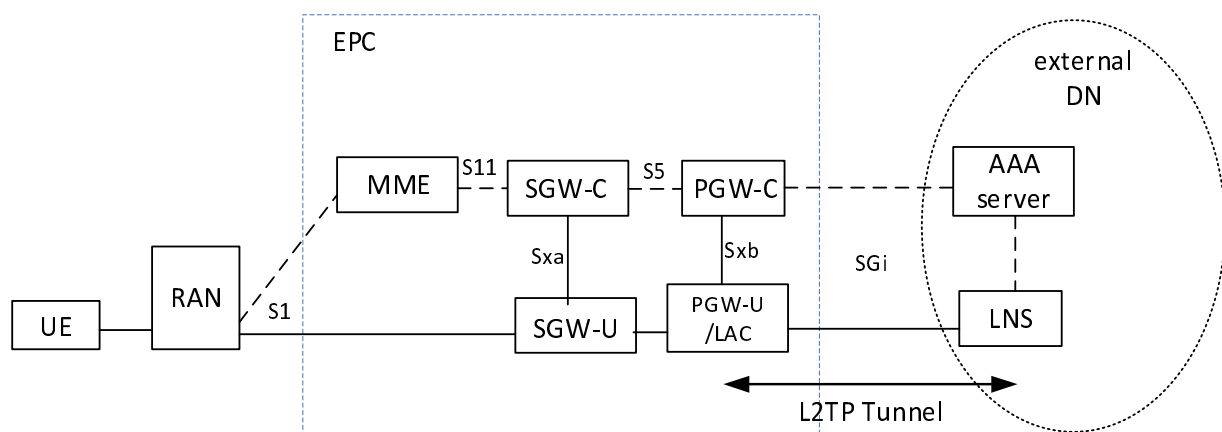 EPC
external
DN
MME
S11
SGW-C
S5
PGW-C
AAA
server
Sxa
Sxb
SGi
UE
RAN
S1
SGW-U
PGW-U
/LAC
LNS
L2TP Tunnel